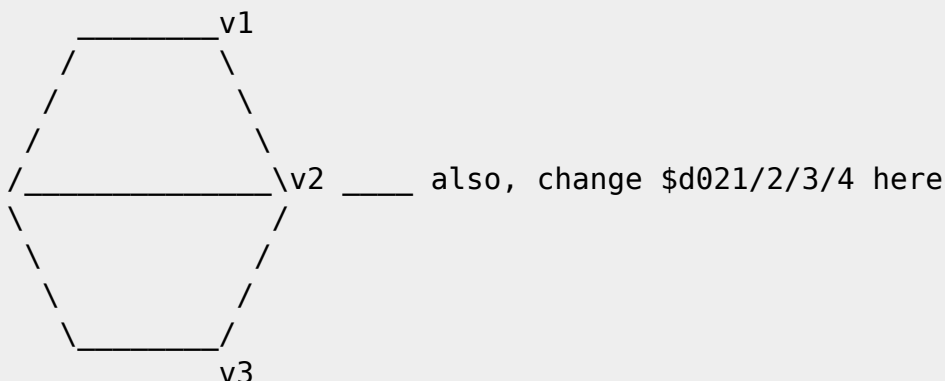 v1
v2 ____ also, change $d021/2/3/4 here
v3